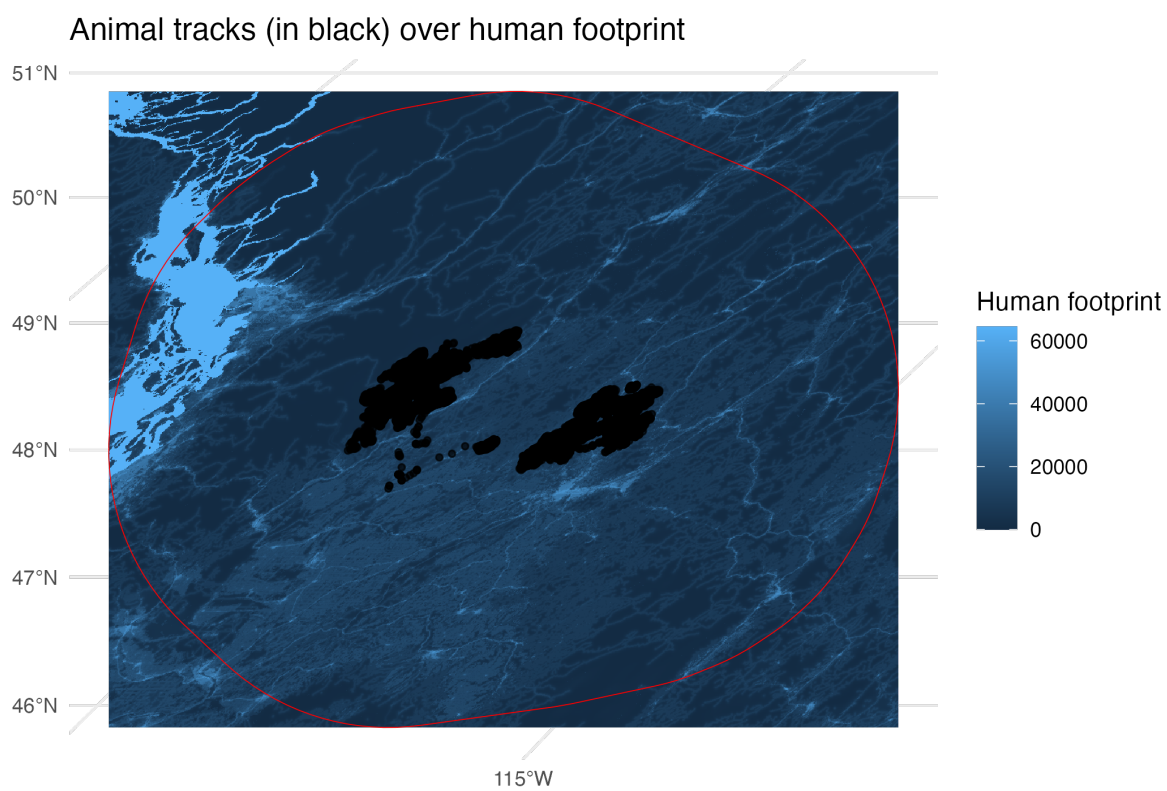 Animal tracks (in black) over human footprint
51°N
50°N
49°N
48°N
47°N
46°N
115°W
Human footprint
60000
40000
20000
0